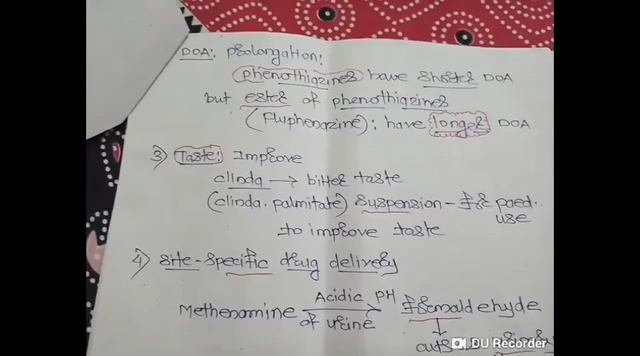 DOA: Prolongation:
phenothiazines have shorter DOA
but ester of phenothiazines
(Fluphenazine): have longer DOA
3) Taste: Improve
clinda → bitter taste
(clinda. palmitate) suspension - for paed.
use
to improve taste
4) site-specific drug delivery
Acidic PH
Methenamine → Formaldehyde
of urine
↓
DU Recorder